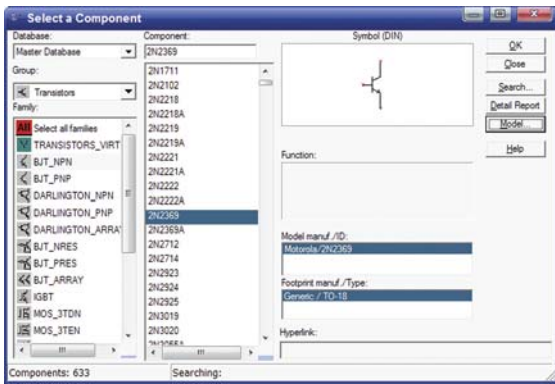 Select a Component
Database:
Master Database
Group:
Transistors
Family:
All Select all families
TRANSISTORS_VIRT
BJT_NPN
BJT_PNP
DARLINGTON_NPN
DARLINGTON_PNP
DARLINGTON_ARRA
BJT_NRES
BJT_PRES
BJT_ARRAY
IGBT
MOS_3TDN
MOS_3TEN
Component:
2N2369
2N1711
2N2102
2N2218
2N2218A
2N2219
2N2219A
2N2221
2N2221A
2N2222
2N2222A
2N2369
2N2369A
2N2712
2N2714
2N2923
2N2924
2N2925
2N3019
2N3020
2N3055A
Symbol (DIN)
Function:
Model manuf./ID:
Motorola/2N2369
Footprint manuf./Type:
Generic / TO-18
Hyperlink:
OK
Close
Search...
Detail Report
Model...
Help
Components: 633
Searching: